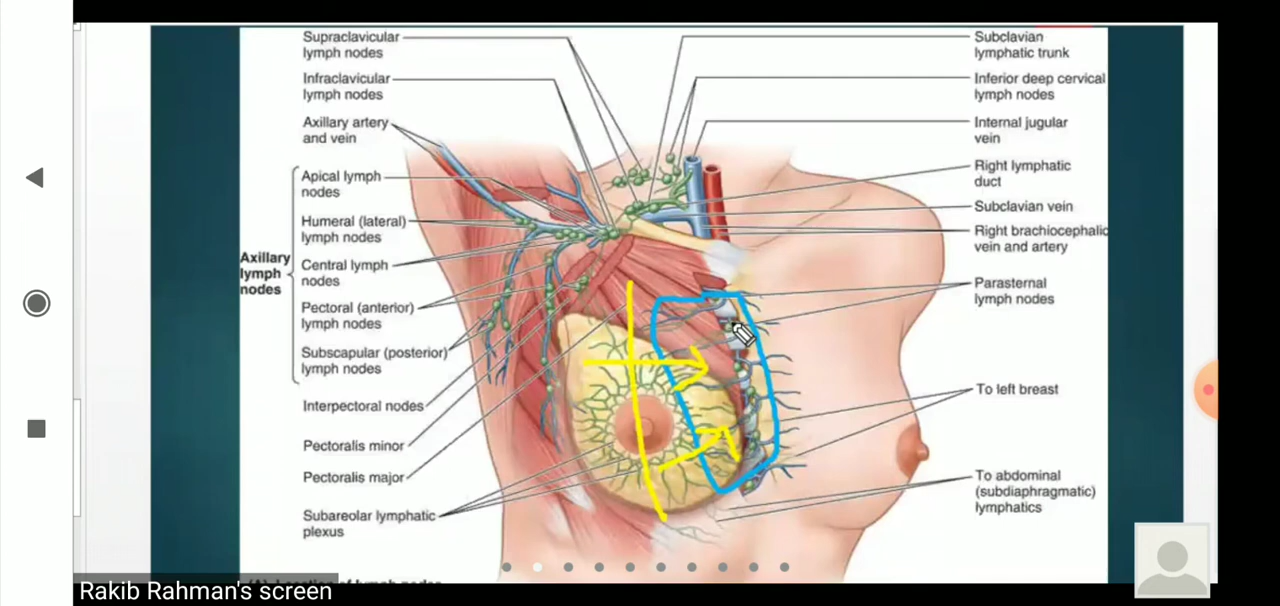 Supraclavicular
lymph nodes
Infraclavicular
lymph nodes
Axillary artery
and vein
Apical lymph
nodes
Humeral (lateral)
lymph nodes
Axillary
lymph
nodes
Central lymph
nodes
Pectoral (anterior)
lymph nodes
Subscapular (posterior)
lymph nodes
Interpectoral nodes
Pectoralis minor
Pectoralis major
Subareolar lymphatic
plexus
Subclavian
lymphatic trunk
Inferior deep cervical
lymph nodes
Internal jugular
vein
Right lymphatic
duct
Subclavian vein
Right brachiocephalic
vein and artery
Parasternal
lymph nodes
To left breast
To abdominal
(subdiaphragmatic)
lymphatics
Rakib Rahman's screen